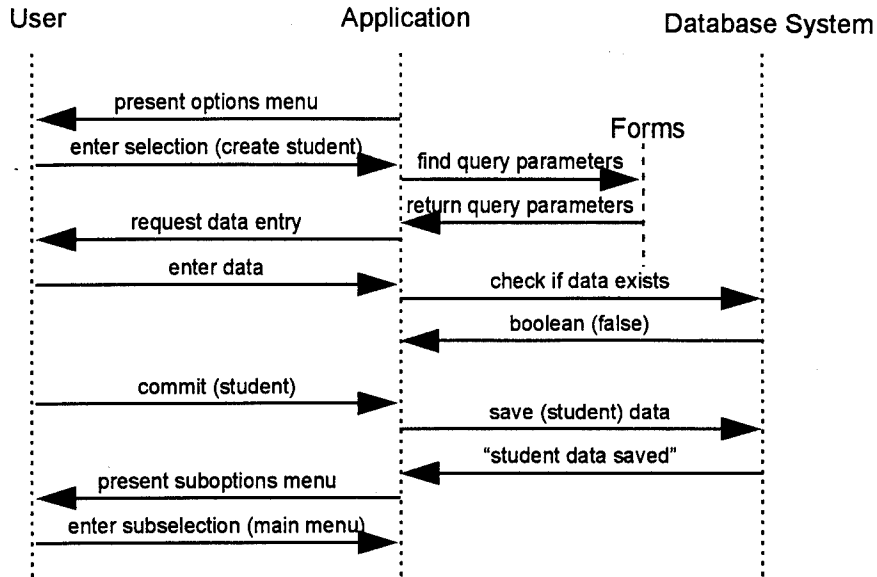 User
Application
Database System
present options menu
Forms
enter selection (create student)
find query parameters
return query parameters
request data entry
enter data
check if data exists
boolean (false)
commit (student)
save (student) data
“student data saved”
present suboptions menu
enter subselection (main menu)